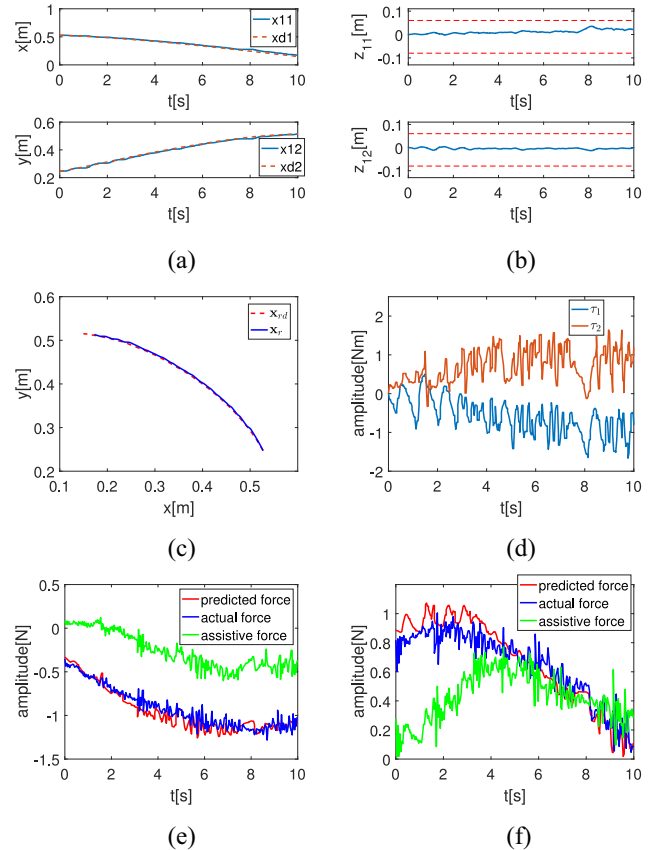 x[m]
1
0.5
0
0 2 4 6 8 10
t[s]
x11
xd1
y[m]
0.6
0.4
0.2
0 2 4 6 8 10
t[s]
x12
xd2
(a)
z11[m]
0.1
0
-0.1
0 2 4 6 8 10
t[s]
z12[m]
0.1
0
-0.1
0 2 4 6 8 10
t[s]
(b)
y[m]
0.6
0.5
0.4
0.3
0.2
0.1 0.2 0.3 0.4 0.5
x[m]
x_rd
x_r
(c)
amplitude[Nm]
2
0
-2
0 2 4 6 8 10
t[s]
τ1
τ2
(d)
amplitude[N]
0.5
0
-0.5
-1
-1.5
0 2 4 6 8 10
t[s]
predicted force
actual force
assistive force
(e)
amplitude[N]
1
0.8
0.6
0.4
0.2
0
0 2 4 6 8 10
t[s]
predicted force
actual force
assistive force
(f)